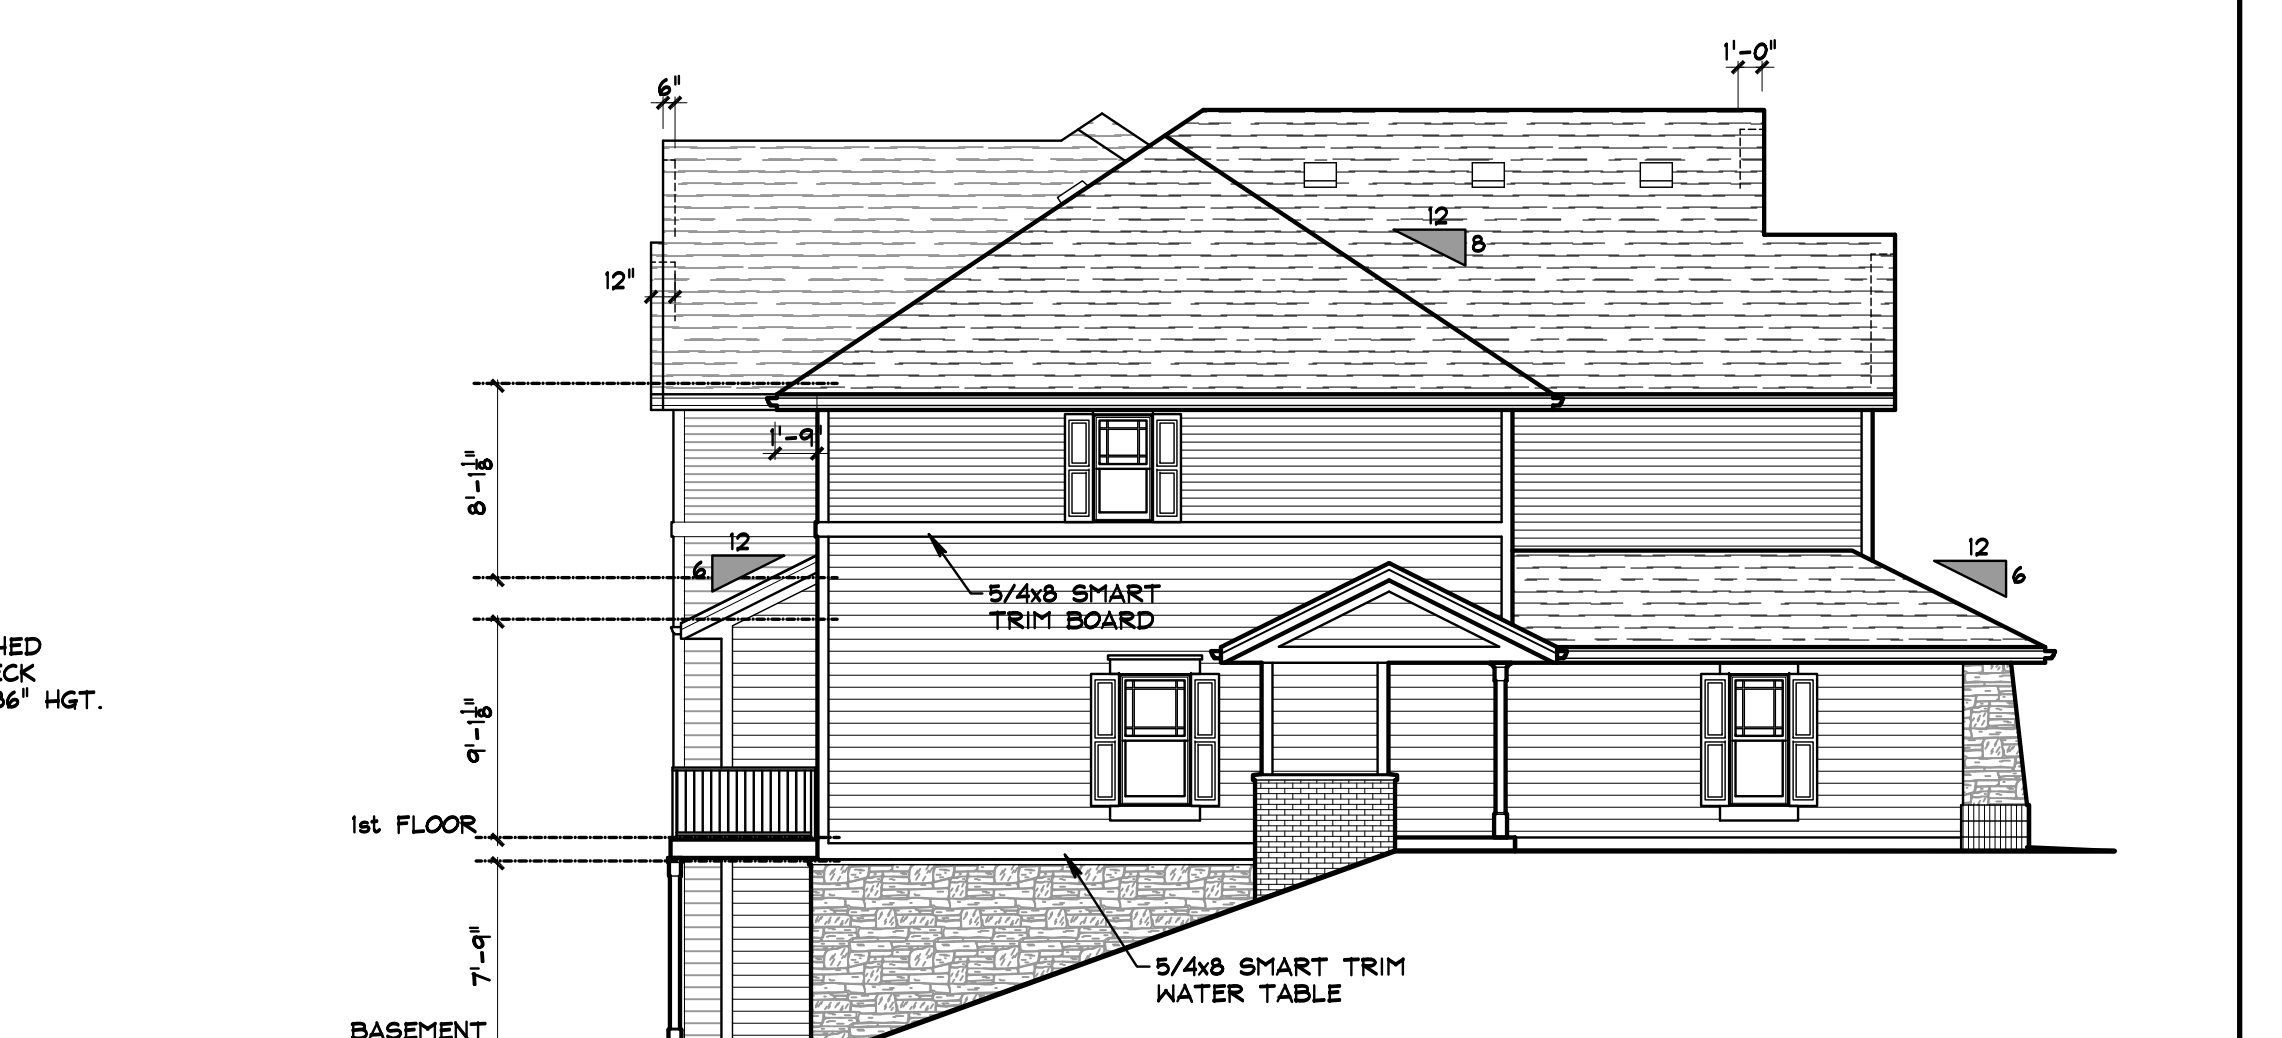 1'-0"
6"
12
8
12"
1'-9"
8'-1 1/8"
12
6
12
6
5/4x8 SMART
TRIM BOARD
HED
ECK
36" HGT.
9'-1 1/8"
1st FLOOR
7'-9"
5/4x8 SMART TRIM
WATER TABLE
BASEMENT